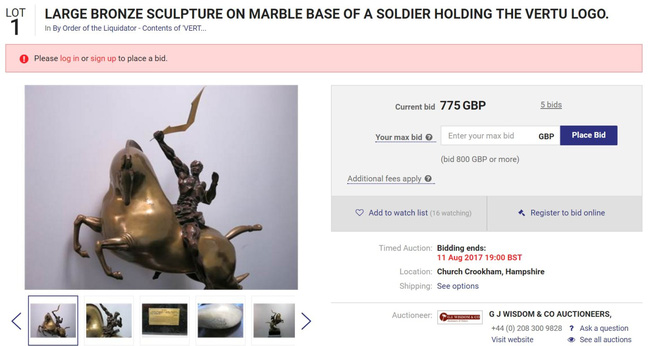 LOT
1
LARGE BRONZE SCULPTURE ON MARBLE BASE OF A SOLDIER HOLDING THE VERTU LOGO.
In By Order of the Liquidator - Contents of 'VERT...
Please log in or sign up to place a bid.
Current bid 775 GBP 5 bids
Your max bid ? Enter your max bid GBP Place Bid
(bid 800 GBP or more)
Additional fees apply ?
Add to watch list (16 watching) Register to bid online
Timed Auction: Bidding ends:
11 Aug 2017 19:00 BST
Location: Church Crookham, Hampshire
Shipping: See options
Auctioneer: G J WISDOM & CO AUCTIONEERS,
+44 (0) 208 300 9828 ? Ask a question
Visit website See all auctions